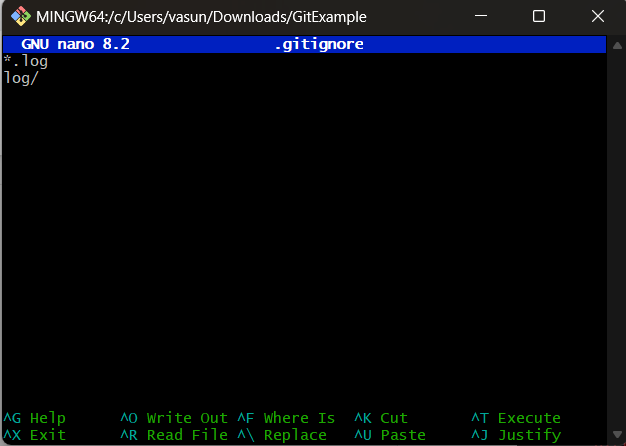 MINGW64:/c/Users/vasun/Downloads/GitExample
GNU nano 8.2 .gitignore
*.log
log/
^G Help ^O Write Out ^F Where Is ^K Cut ^T Execute
^X Exit ^R Read File ^\ Replace ^U Paste ^J Justify